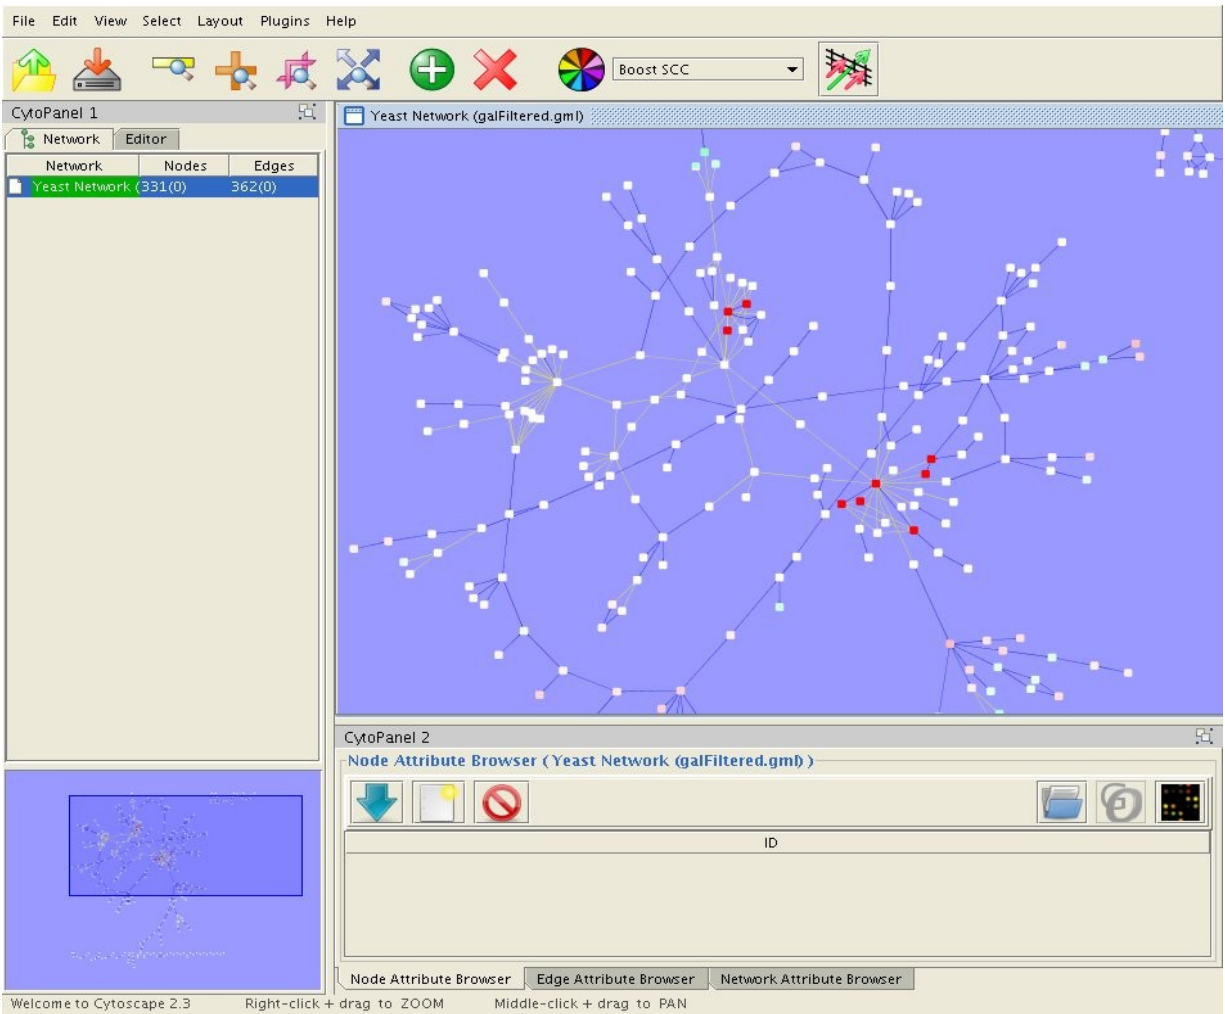 File Edit View Select Layout Plugins Help
Boost SCC
CytoPanel 1
Network Editor
Network Nodes Edges
Yeast Network (331(0) 362(0)
Yeast Network (galFiltered.gml)
CytoPanel 2
Node Attribute Browser ( Yeast Network (galFiltered.gml) )
ID
Node Attribute Browser Edge Attribute Browser Network Attribute Browser
Welcome to Cytoscape 2.3 Right-click + drag to ZOOM Middle-click + drag to PAN